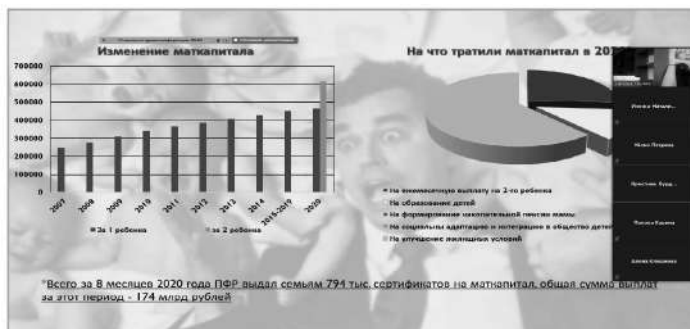 Изменение маткапитала
На что тратили маткапитал в
700000
600000
500000
400000
300000
200000
100000
0
2007
2008
2009
2010
2011
2012
2013
2014
2015-2019
2020
За 1 ребенка
за 2 ребенка
На ежемесячную выплату на 2-го ребенка
На образование детей
На формирование накопительной пенсии мамы
На социальны адаптацию и интеграцию в общество детей
На улучшение жилищных условий
*Всего за 8 месяцев 2020 года ПФР выдал семьям 794 тыс. сертификатов на маткапитал, общая сумма выплат
за этот период - 174 млрд рублей